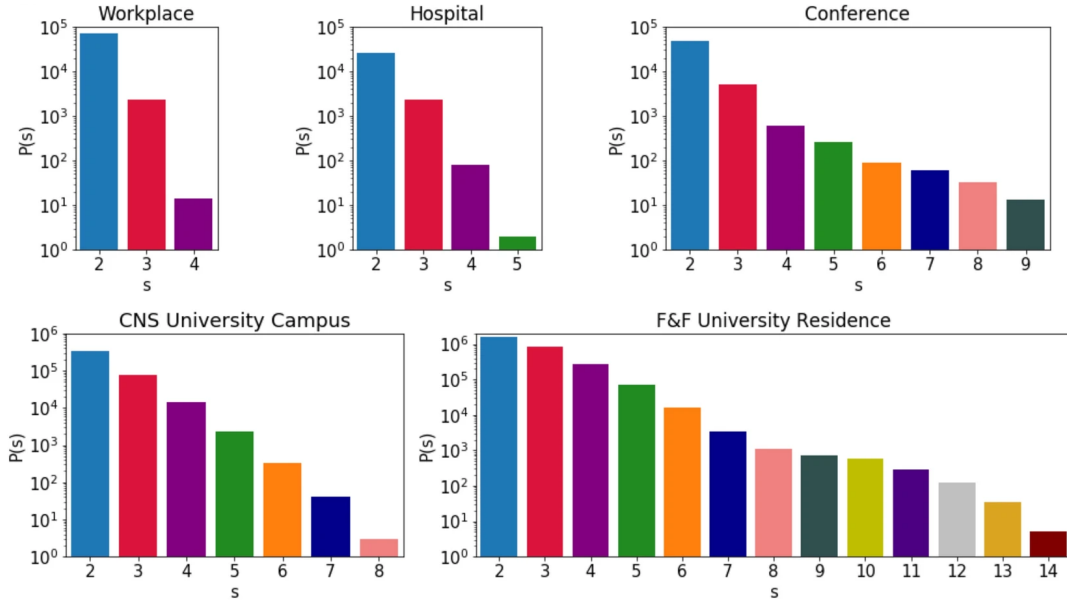 Workplace
P(s)
10^5
10^4
10^3
10^2
10^1
10^0
2 3 4
s
Hospital
P(s)
10^5
10^4
10^3
10^2
10^1
10^0
2 3 4 5
s
Conference
P(s)
10^5
10^4
10^3
10^2
10^1
10^0
2 3 4 5 6 7 8 9
s
CNS University Campus
P(s)
10^6
10^5
10^4
10^3
10^2
10^1
10^0
2 3 4 5 6 7 8
s
F&F University Residence
P(s)
10^6
10^5
10^4
10^3
10^2
10^1
10^0
2 3 4 5 6 7 8 9 10 11 12 13 14
s